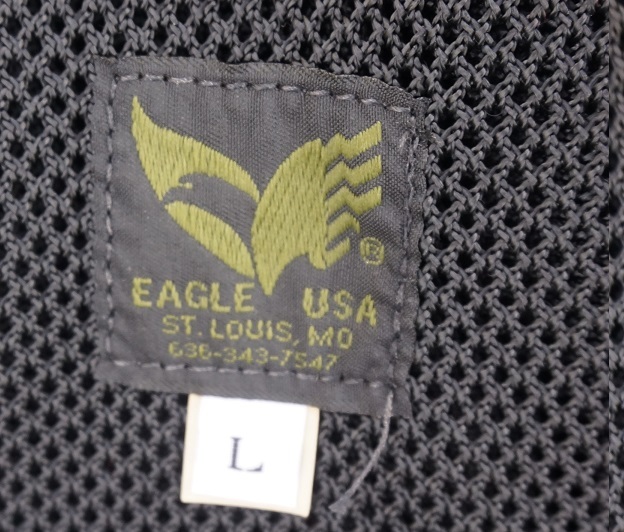 ®
EAGLE USA
ST. LOUIS, MO
636-343-7547
L